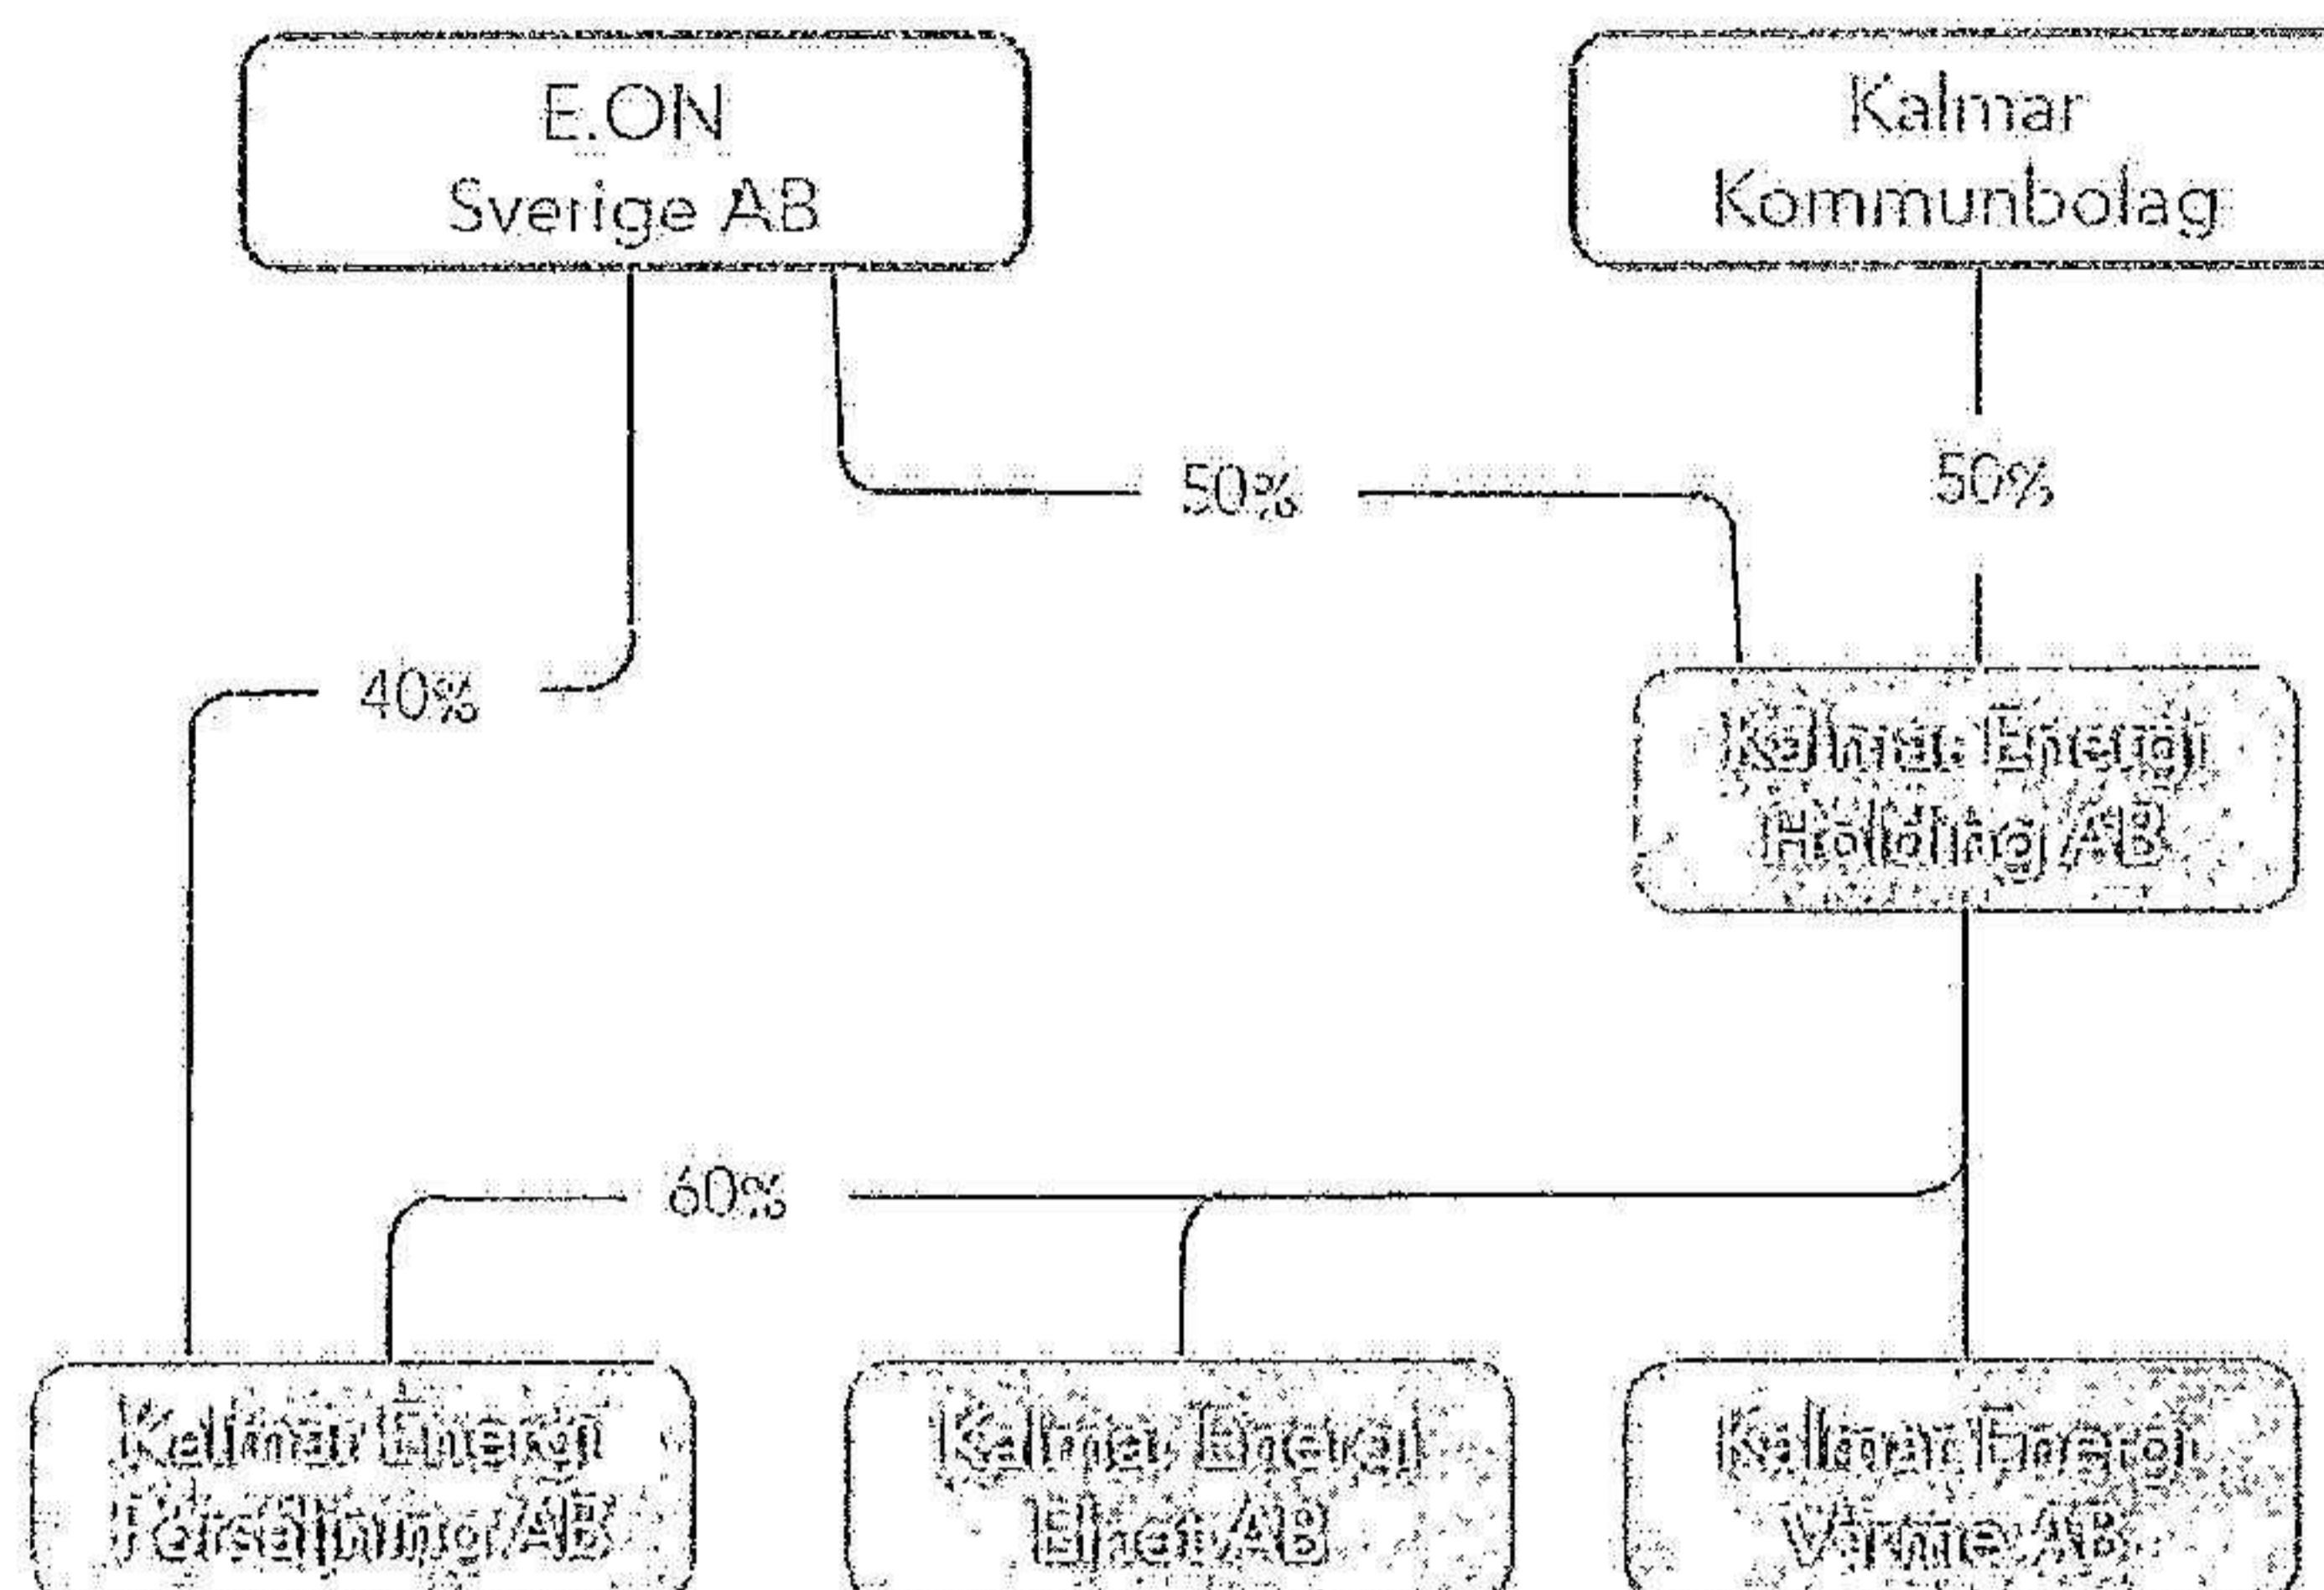 E.ON
Sverige AB
Kalmar
Kommunbolag
50%
50%
40%
Kalmar Energi
Holding AB
60%
Kalmar Energi
Försäljning AB
Kalmar Energi
Elnät AB
Kalmar Energi
Värme AB